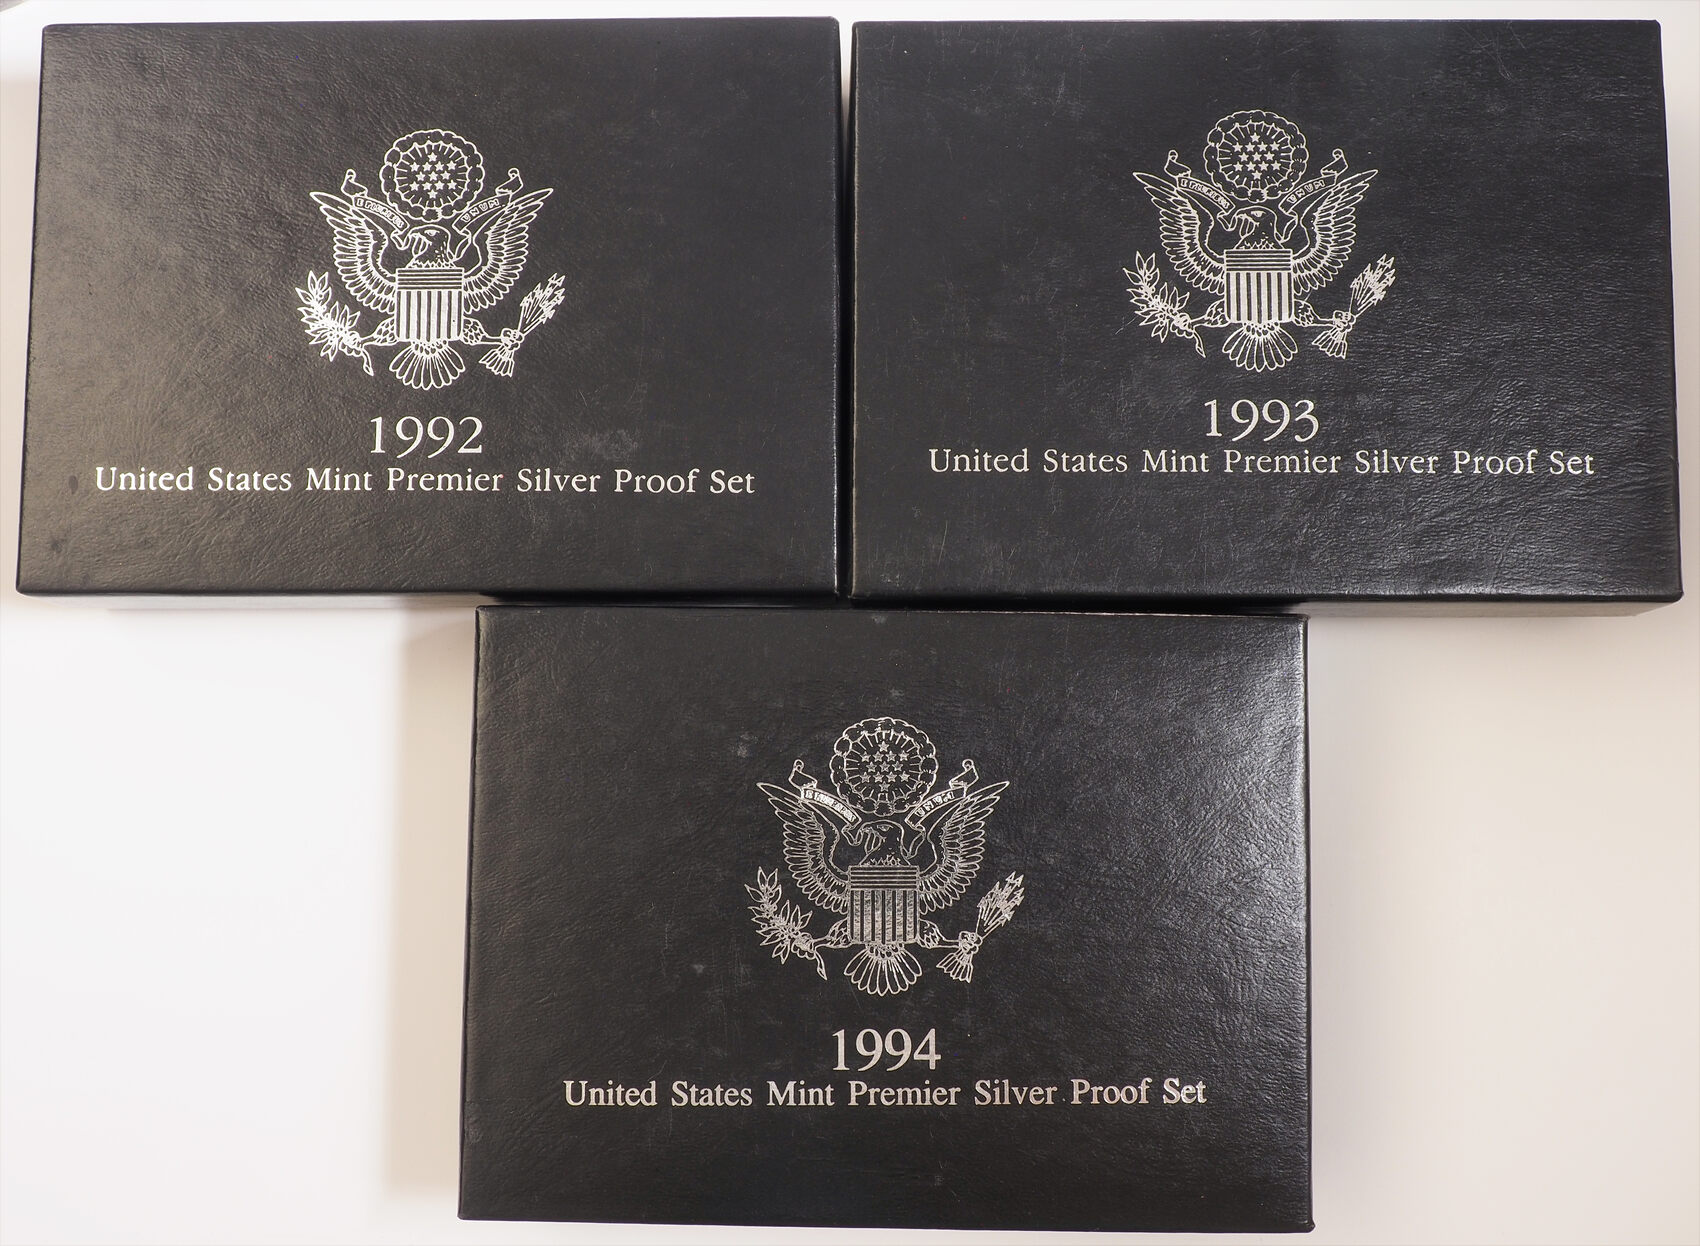 1992
United States Mint Premier Silver Proof Set
1993
United States Mint Premier Silver Proof Set
1994
United States Mint Premier Silver Proof Set